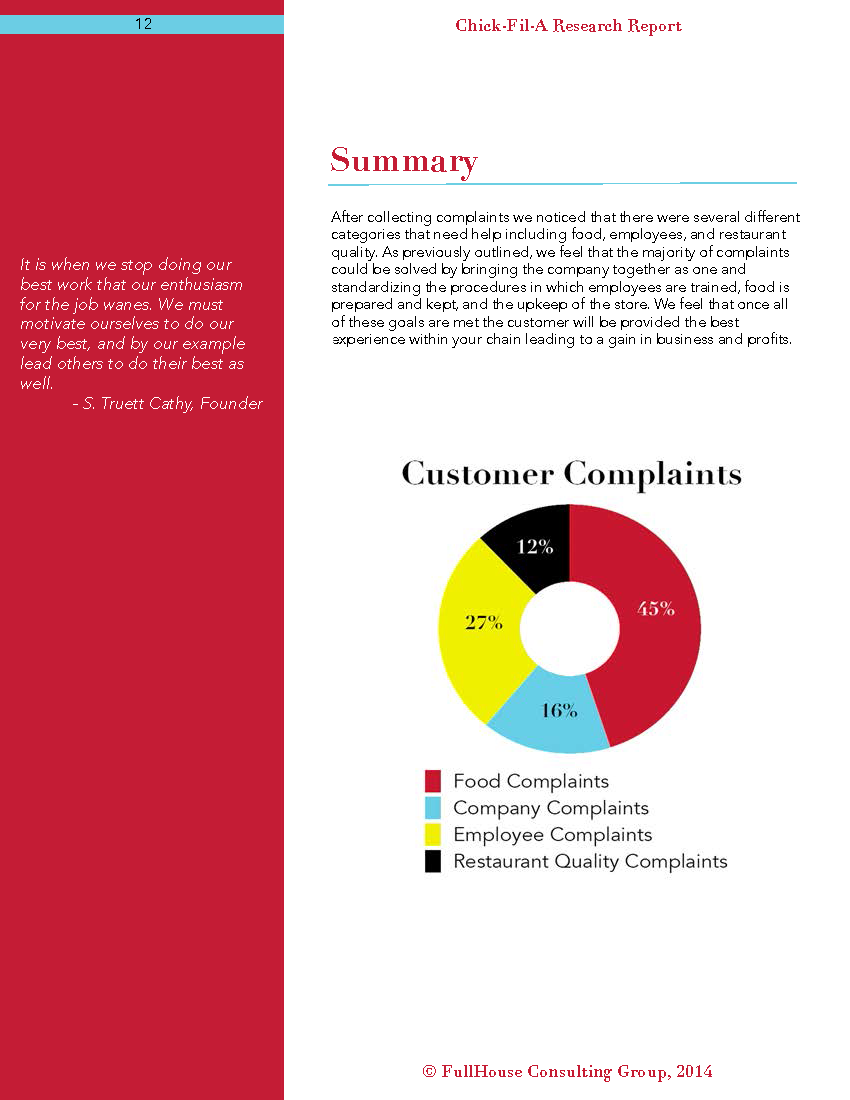 12
Chick-Fil-A Research Report
It is when we stop doing our
best work that our enthusiasm
for the job wanes. We must
motivate ourselves to do our
very best, and by our example
lead others to do their best as
well.
- S. Truett Cathy, Founder
Summary
After collecting complaints we noticed that there were several different
categories that need help including food, employees, and restaurant
quality. As previously outlined, we feel that the majority of complaints
could be solved by bringing the company together as one and
standardizing the procedures in which employees are trained, food is
prepared and kept, and the upkeep of the store. We feel that once all
of these goals are met the customer will be provided the best
experience within your chain leading to a gain in business and profits.
Customer Complaints
12%
45%
27%
16%
Food Complaints
Company Complaints
Employee Complaints
Restaurant Quality Complaints
© FullHouse Consulting Group, 2014